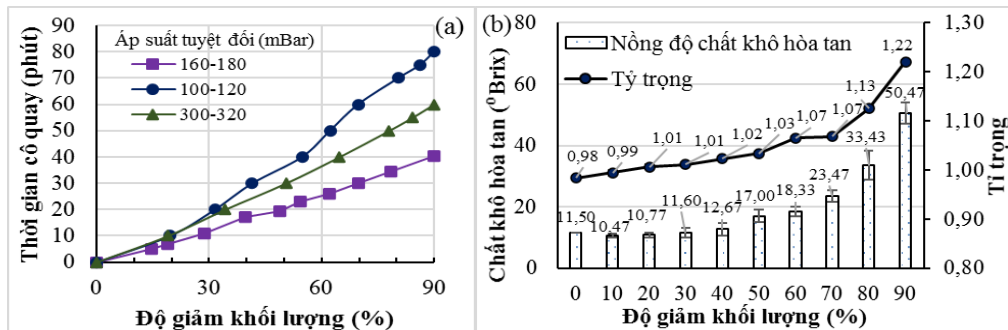 (a)
Thời gian cô quay (phút)
90
80
70
60
50
40
30
20
10
0
Áp suất tuyệt đối (mBar)
160-180
100-120
300-320
0 30 60 90
Độ giảm khối lượng (%)
(b)
Chất khô hòa tan (⁰Brix)
80
60
40
20
0
Nồng độ chất khô hòa tan
Tỷ trọng
0,98 0,99 1,01 1,01 1,02 1,03 1,07 1,07 1,13 1,22
11,50 10,47 10,77 11,60 12,67 17,00 18,33 23,47 33,43 50,47
1,30
1,20
1,10
1,00
0,90
0,80
Tỉ trọng
0 10 20 30 40 50 60 70 80 90
Độ giảm khối lượng (%)